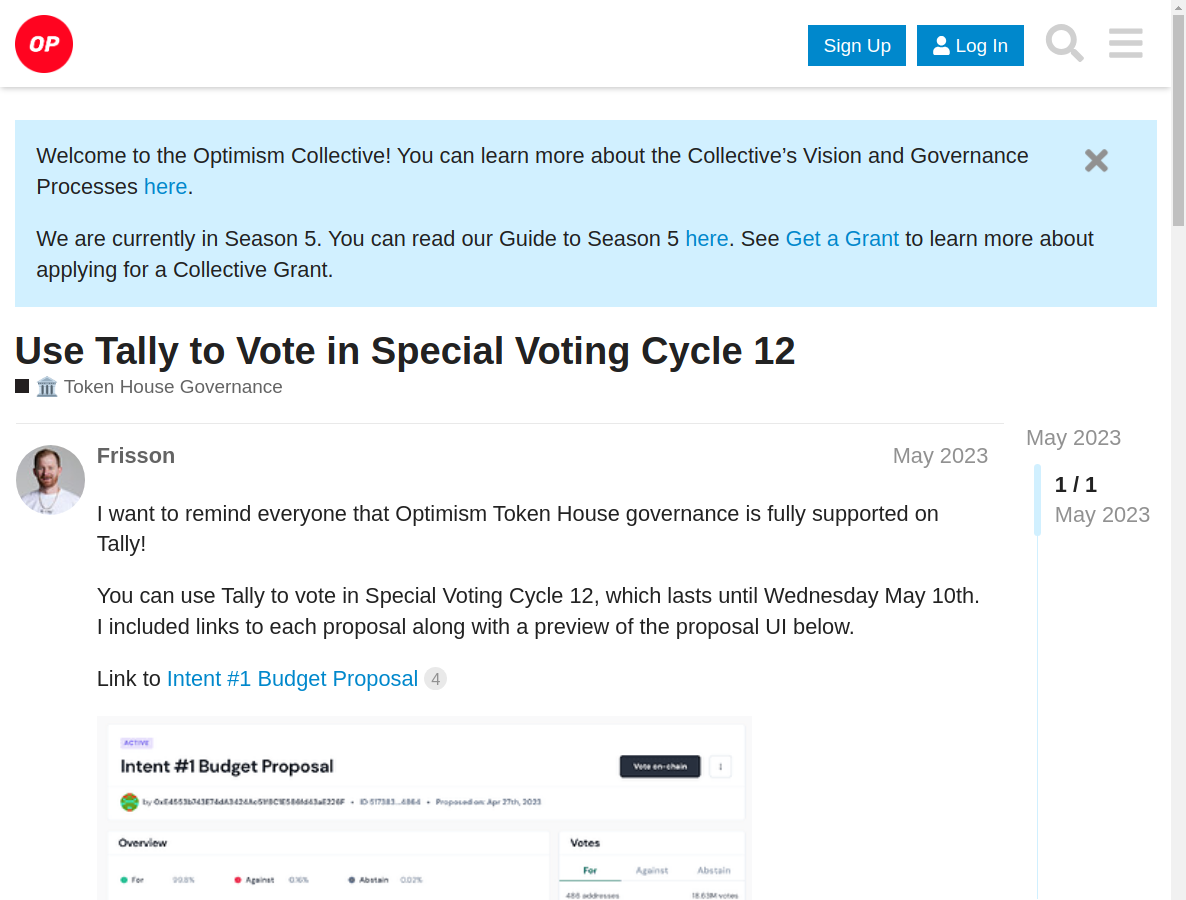 OP
Sign Up
Log In
Welcome to the Optimism Collective! You can learn more about the Collective’s Vision and Governance
Processes here.
We are currently in Season 5. You can read our Guide to Season 5 here. See Get a Grant to learn more about
applying for a Collective Grant.
Use Tally to Vote in Special Voting Cycle 12
Token House Governance
Frisson
May 2023
May 2023
1 / 1
May 2023
I want to remind everyone that Optimism Token House governance is fully supported on
Tally!
You can use Tally to vote in Special Voting Cycle 12, which lasts until Wednesday May 10th.
I included links to each proposal along with a preview of the proposal UI below.
Link to Intent #1 Budget Proposal 4
ACTIVE
Intent #1 Budget Proposal
Vote on-chain
by
• Proposed on: Apr 27th, 2023
Overview
Votes
For
Against
Abstain
For 99.8%
Against 0.16%
Abstain 0.02%
486 addresses
18.63M votes